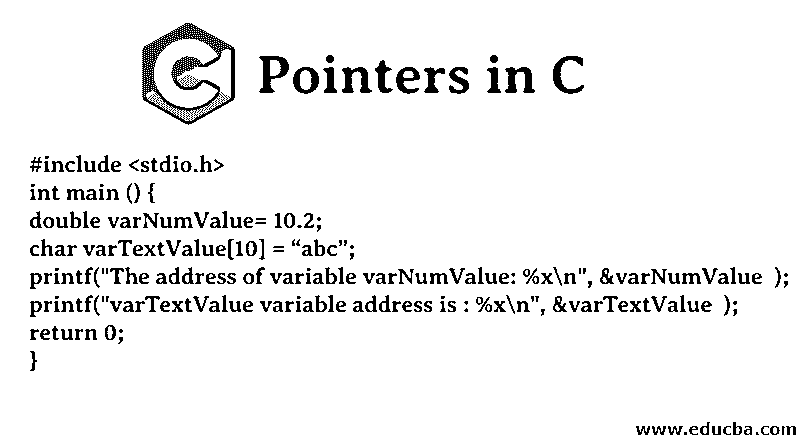 Pointers in C
#include <stdio.h>
int main () {
double varNumValue= 10.2;
char varTextValue[10] = “abc”;
printf("The address of variable varNumValue: %x\n", &varNumValue  );
printf("varTextValue variable address is : %x\n", &varTextValue  );
return 0;
}
www.educba.com